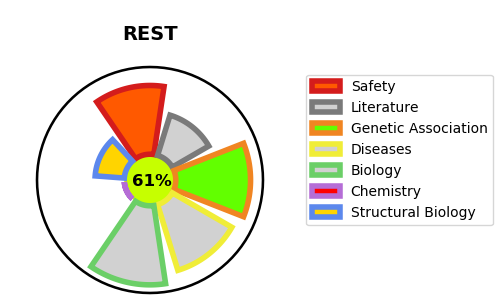 REST
61%
Safety
Literature
Genetic Association
Diseases
Biology
Chemistry
Structural Biology